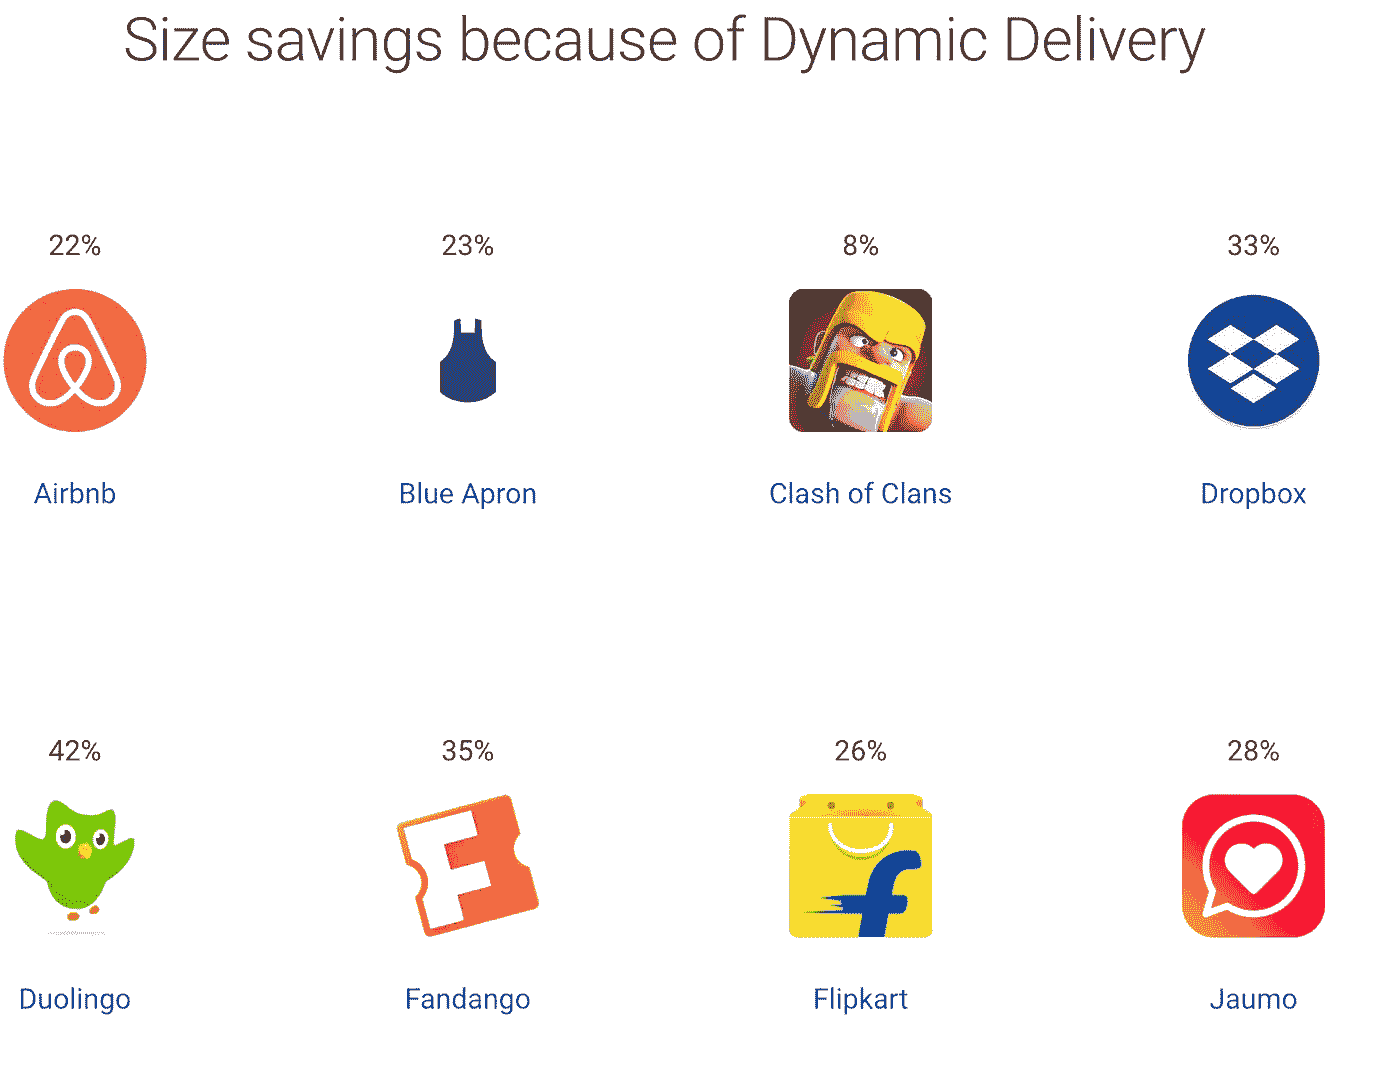 Size savings because of Dynamic Delivery
22% 23% 8% 33%
Airbnb Blue Apron Clash of Clans Dropbox
42% 35% 26% 28%
F f
Duolingo Fandango Flipkart Jaumo